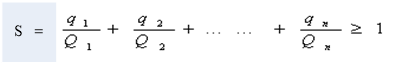 S = q₁/Q₁ + q₂/Q₂ + … … + qₙ/Qₙ ≥ 1